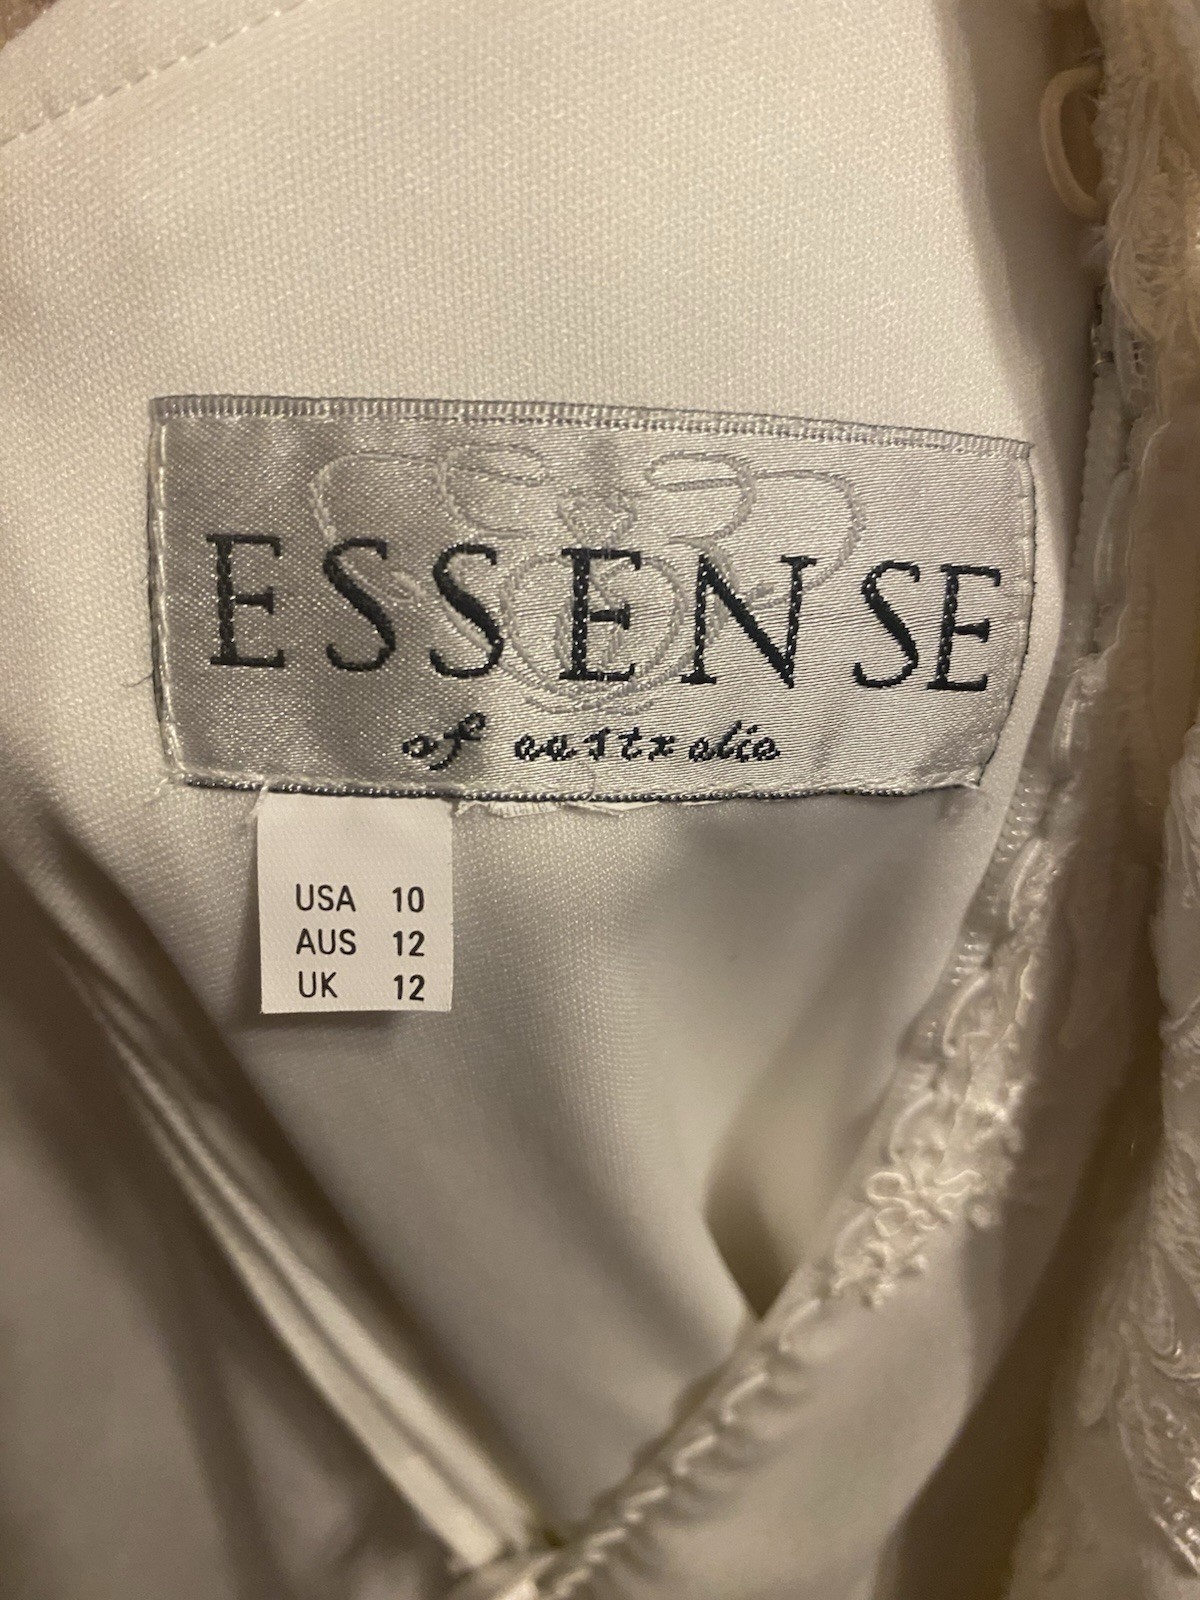 ESSENSE
of australia
USA 10
AUS 12
UK 12